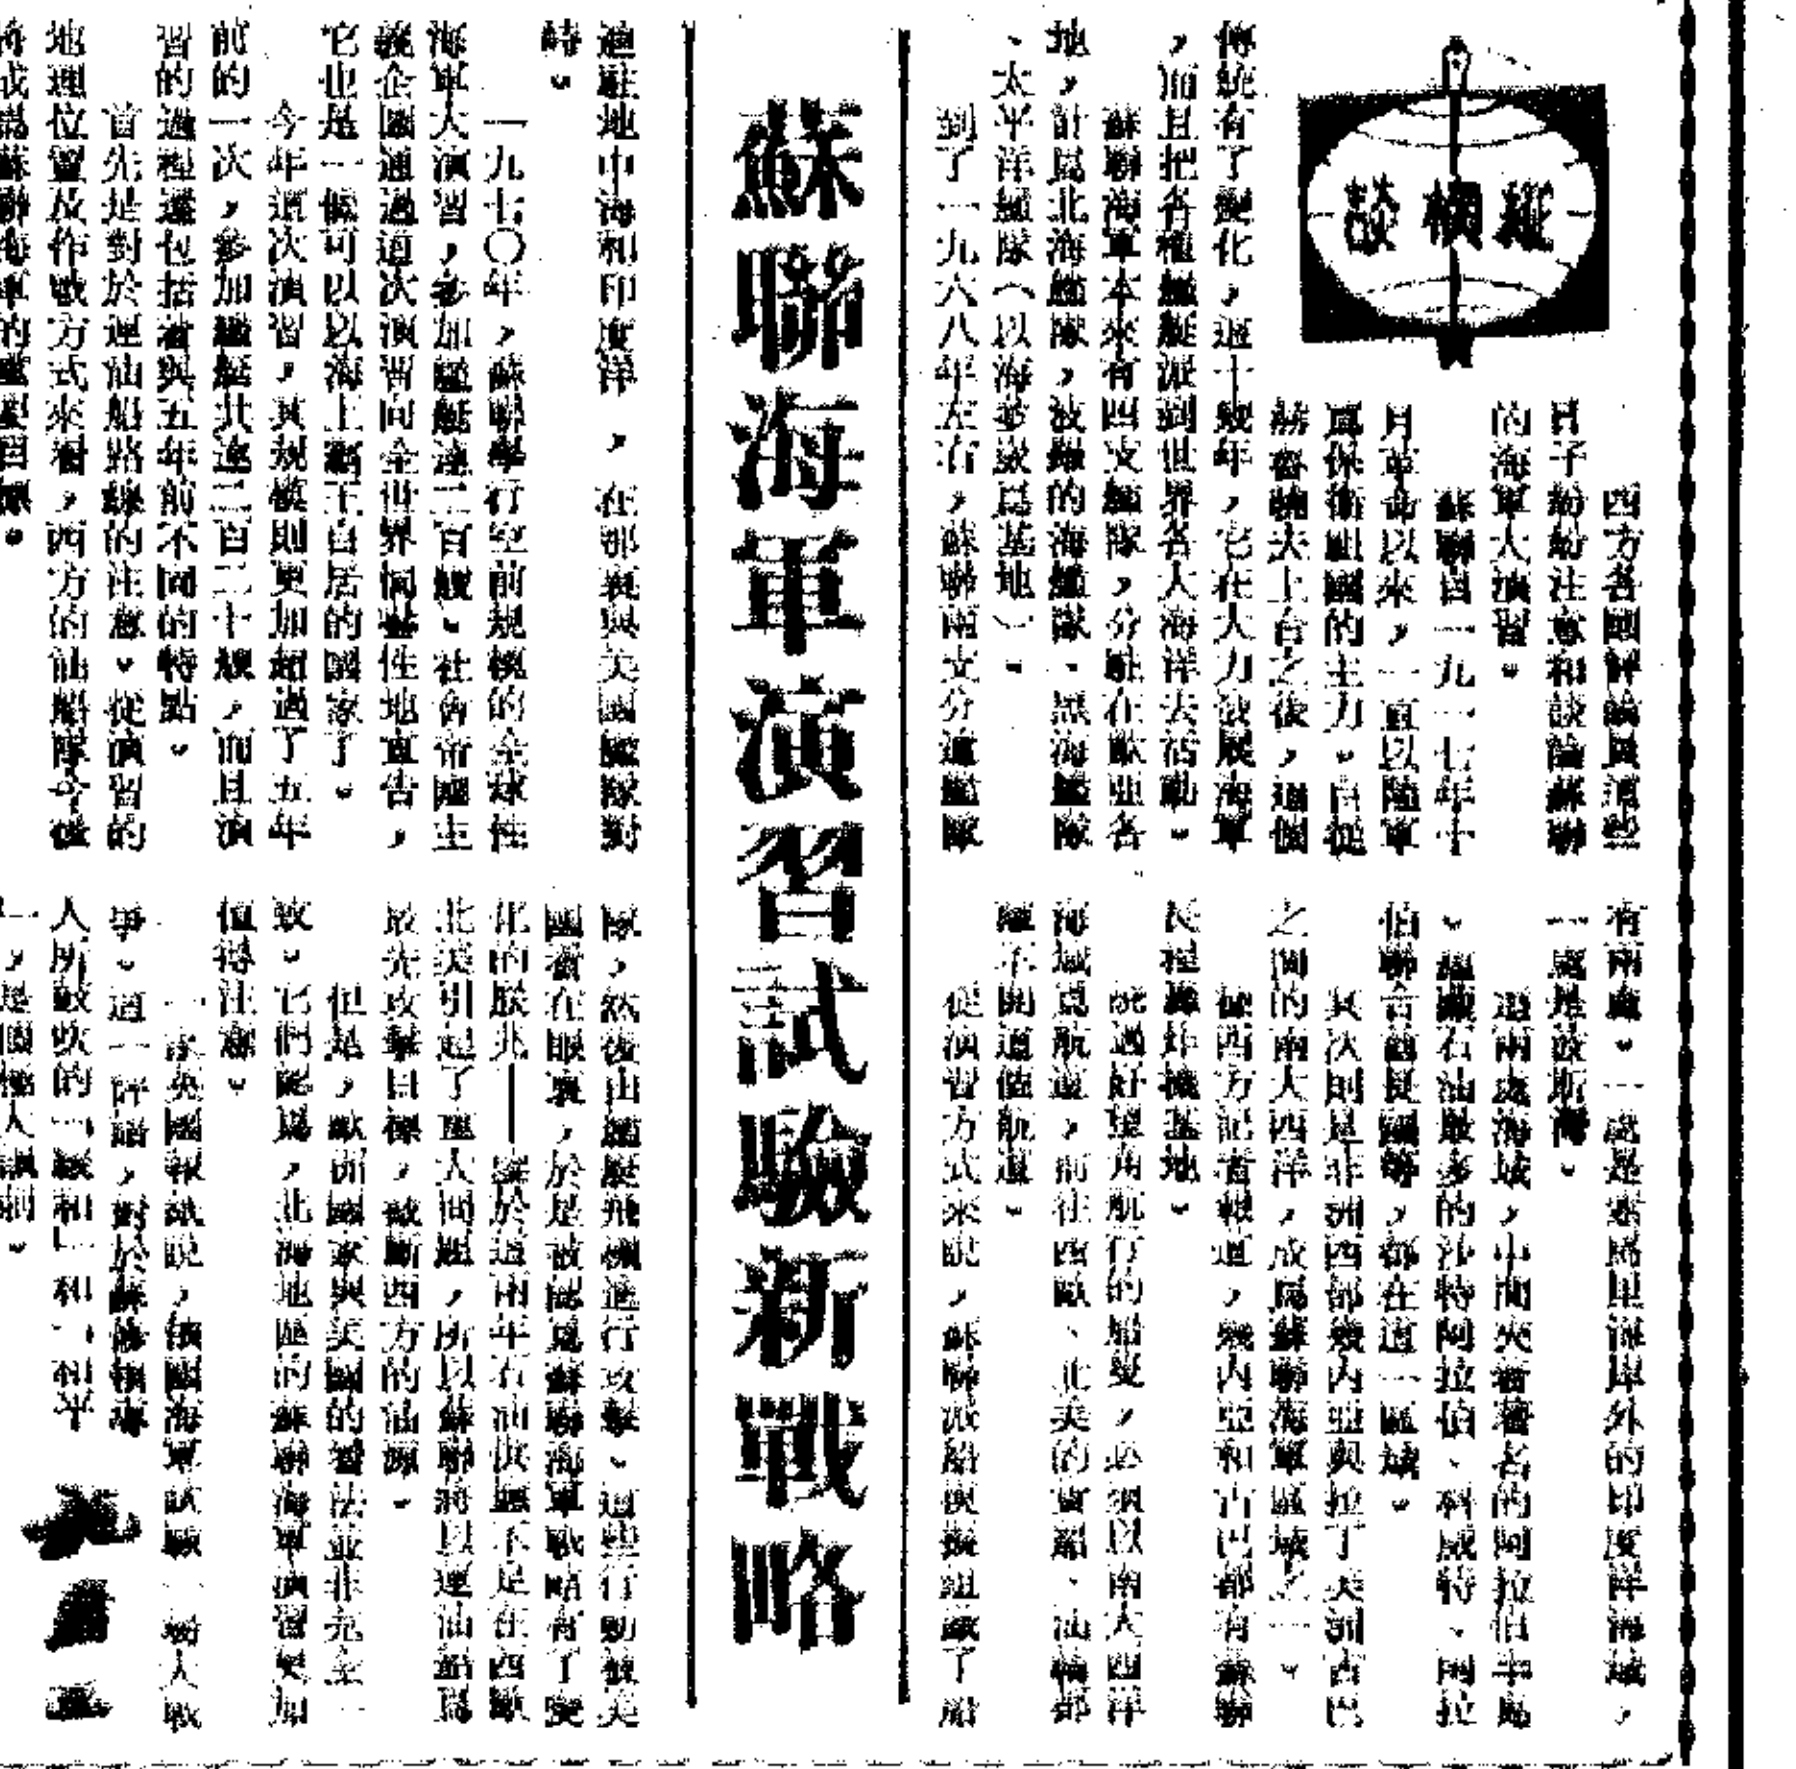 縱橫談
蘇聯海軍演習試驗新戰略
西方各國評論員這些
日子紛紛注意和談論蘇聯
的海軍大演習。
蘇聯自一九一七年十
月革命以來，一直以陸軍
為保衛祖國的主力。自從
赫魯曉夫上台之後，這個
傳統有了變化，近十幾年，它在大力發展海軍
，而且把各種艦艇派到世界各大海洋去活動。
蘇聯海軍本來有四支艦隊，分駐在歐亞各
地，計為北海艦隊，波羅的海艦隊、黑海艦隊
、太平洋艦隊（以海參崴為基地）。
到了一九六八年左右，蘇聯兩支分遣艦隊
進駐地中海和印度洋，在那裏與美國艦隊對
峙。
一九七〇年，蘇聯舉行空前規模的全球性
海軍大演習，參加艦艇達二百艘。社會帝國主
義企圖通過這次演習向全世界恫嚇性地宣告，
它也是一個可以以海上霸王自居的國家了。
今年這次演習，其規模則更加超過了五年
前的一次，參加艦艇共達二百二十艘，而且演
習的過程還包括着與五年前不同的特點。
首先是對於運油船路線的注意。從演習的
地理位置及作戰方式來看，西方的油船隊今後
將成為蘇聯海軍的重要目標。
有兩處。一處是索馬里海岸外的印度洋海域，
一處是波斯灣。
這兩處海域，中間夾着著名的阿拉伯半島
。蘊藏石油最多的沙特阿拉伯、科威特、阿拉
伯聯合酋長國等，都在這一區域。
其次則是非洲西部幾內亞與拉丁美洲古巴
之間的南大西洋，成為蘇聯海軍區域之一。
據西方記者報道，幾內亞和古巴都有蘇聯
長程轟炸機基地。
繞過好望角航行的船隻，必須以南大西洋
海域為航道，前往西歐、北美的貨船、油輪都
離不開這個航道。
從演習方式來說，蘇聯派船模擬組織了船
隊，然後由艦艇飛機進行攻擊。這些行動被美
國看在眼裏，於是被認為蘇聯海軍戰略有了變
化的朕兆——鑒於這兩年石油供應不足在西歐
北美引起了重大問題，所以蘇聯將以運油船為
最先攻擊目標，截斷西方的油源。
但是，歐洲國家與美國的看法並非完全一
致。它們認為，北海地區的蘇聯海軍演習更加
值得注意。
一家英國報紙說，俄國海軍試驗一場大戰
爭。這一評語，對於蘇修領導
人所鼓吹的「緩和」和「和平
」，是個極大諷刺。